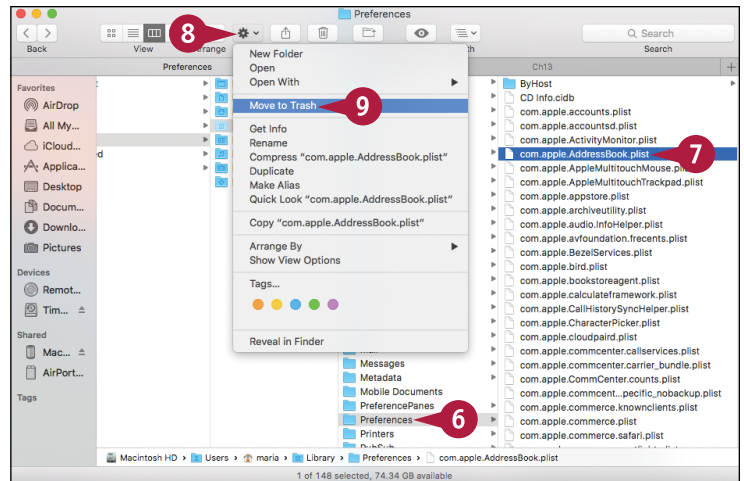 Preferences
8
Q Search
Back
View
Arrange
th
Search
Preferences
Ch13
+
Favorites
AirDrop
All My...
iCloud...
Applica...
Desktop
Docum...
Downlo...
Pictures
Devices
Remot...
Tim...
Shared
Mac...
AirPort...
Tags
d
New Folder
Open
Open With
Move to Trash
9
Get Info
Rename
Compress “com.apple.AddressBook.plist”
Duplicate
Make Alias
Quick Look “com.apple.AddressBook.plist”
Copy “com.apple.AddressBook.plist”
Arrange By
Show View Options
Tags...
Reveal in Finder
Messages
Metadata
Mobile Documents
PreferencePanes
Preferences
6
Printers
PubSub
ByHost
CD Info.cidb
com.apple.accounts.plist
com.apple.accountsd.plist
com.apple.ActivityMonitor.plist
com.apple.AddressBook.plist
7
com.apple.AppleMultitouchMouse.plist
com.apple.AppleMultitouchTrackpad.plist
com.apple.appstore.plist
com.apple.archiveutility.plist
com.apple.audio.InfoHelper.plist
com.apple.avfoundation.frecents.plist
com.apple.BezelServices.plist
com.apple.bird.plist
com.apple.bookstoreagent.plist
com.apple.calculateframework.plist
com.apple.CallHistorySyncHelper.plist
com.apple.CharacterPicker.plist
com.apple.cloudpaird.plist
com.apple.commcenter.callservices.plist
com.apple.commcenter.carrier_bundle.plist
com.apple.CommCenter.counts.plist
com.apple.commcent...pecific_nobackup.plist
com.apple.commerce.knownclients.plist
com.apple.commerce.plist
com.apple.commerce.safari.plist
Macintosh HD › Users › maria › Library › Preferences › com.apple.AddressBook.plist
1 of 148 selected, 74.34 GB available